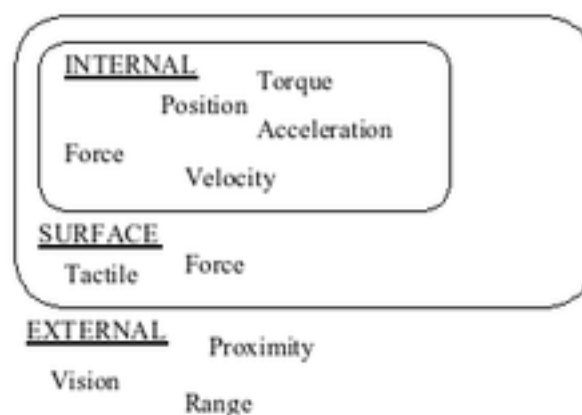 INTERNAL
Torque
Position
Acceleration
Force
Velocity
SURFACE
Force
Tactile
EXTERNAL
Proximity
Vision
Range